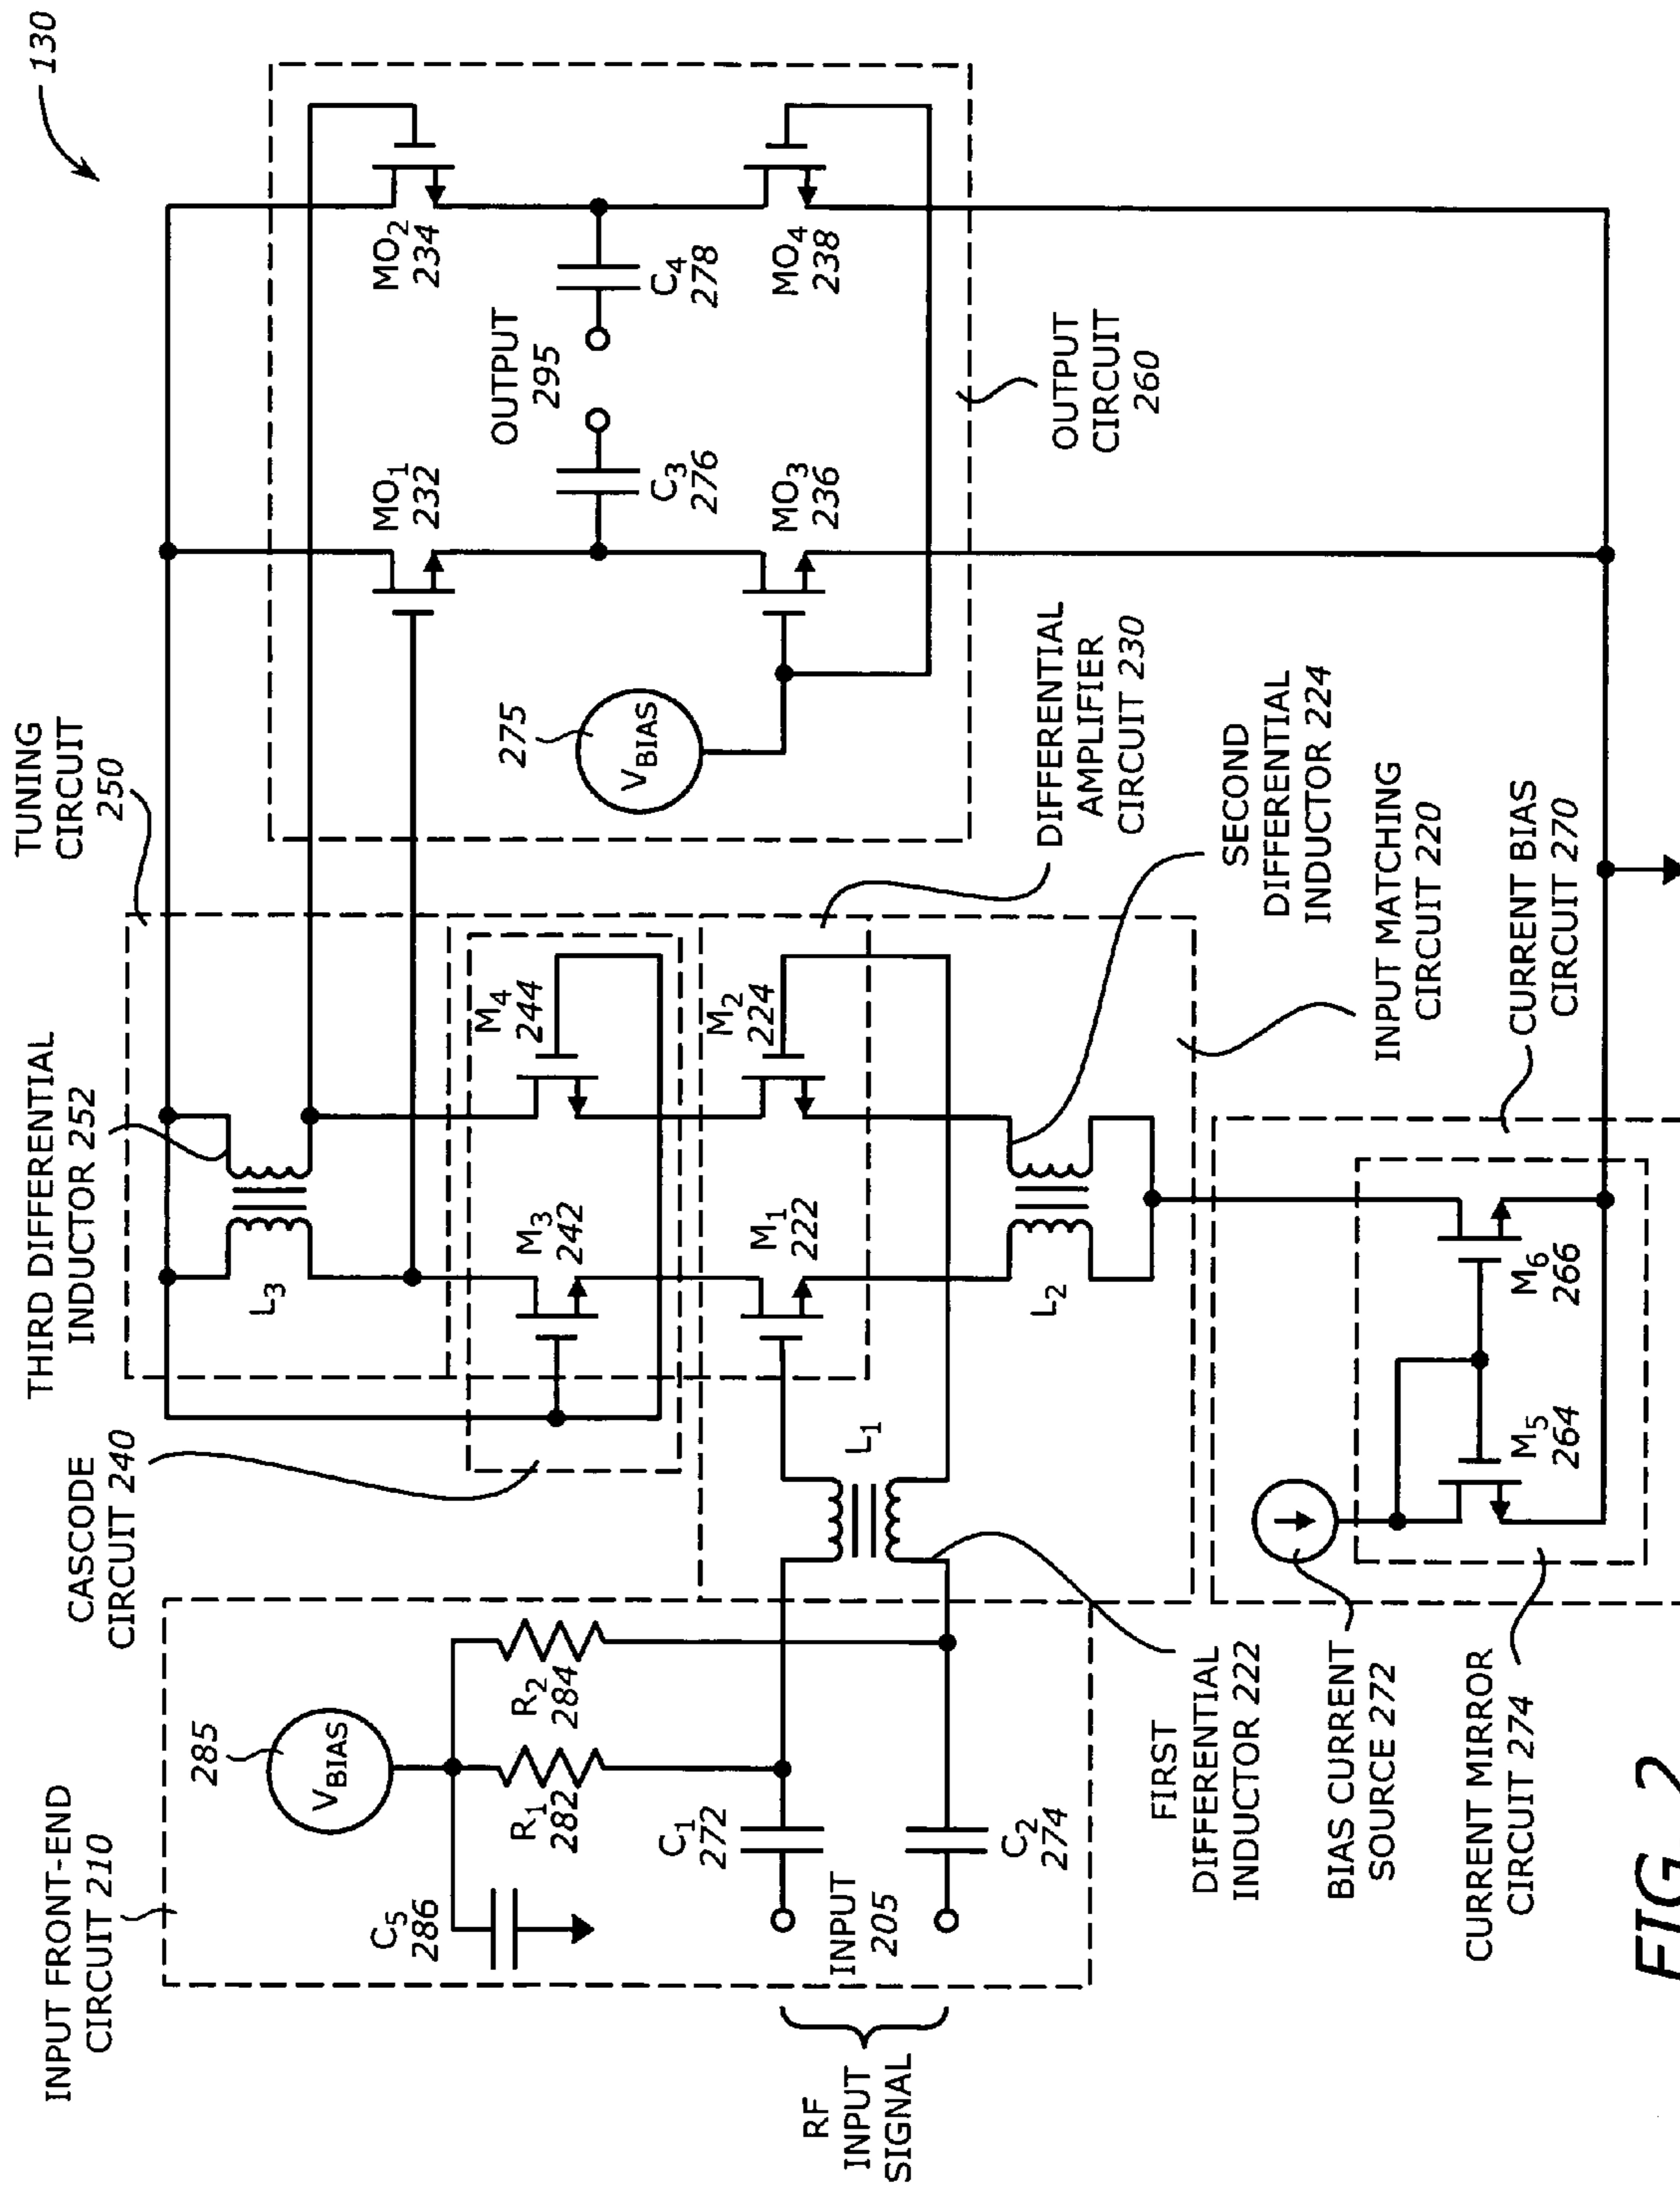 130
TUNING
CIRCUIT
250
THIRD DIFFERENTIAL
INDUCTOR 252
CASCODE
CIRCUIT 240
INPUT FRONT-END
CIRCUIT 210
285
VBIAS
C5
286
R1
282
R2
284
C1
272
C2
274
INPUT
205
RF
INPUT
SIGNAL
L1
L3
M3
242
M4
244
M1
222
M2
224
L2
275
VBIAS
MO1
232
MO2
234
OUTPUT
295
C3
276
C4
278
MO3
236
MO4
238
OUTPUT
CIRCUIT
260
DIFFERENTIAL
AMPLIFIER
CIRCUIT 230
SECOND
DIFFERENTIAL
INDUCTOR 224
INPUT MATCHING
CIRCUIT 220
CURRENT BIAS
CIRCUIT 270
FIRST
DIFFERENTIAL
INDUCTOR 222
BIAS CURRENT
SOURCE 272
CURRENT MIRROR
CIRCUIT 274
M5
264
M6
266
FIG 2